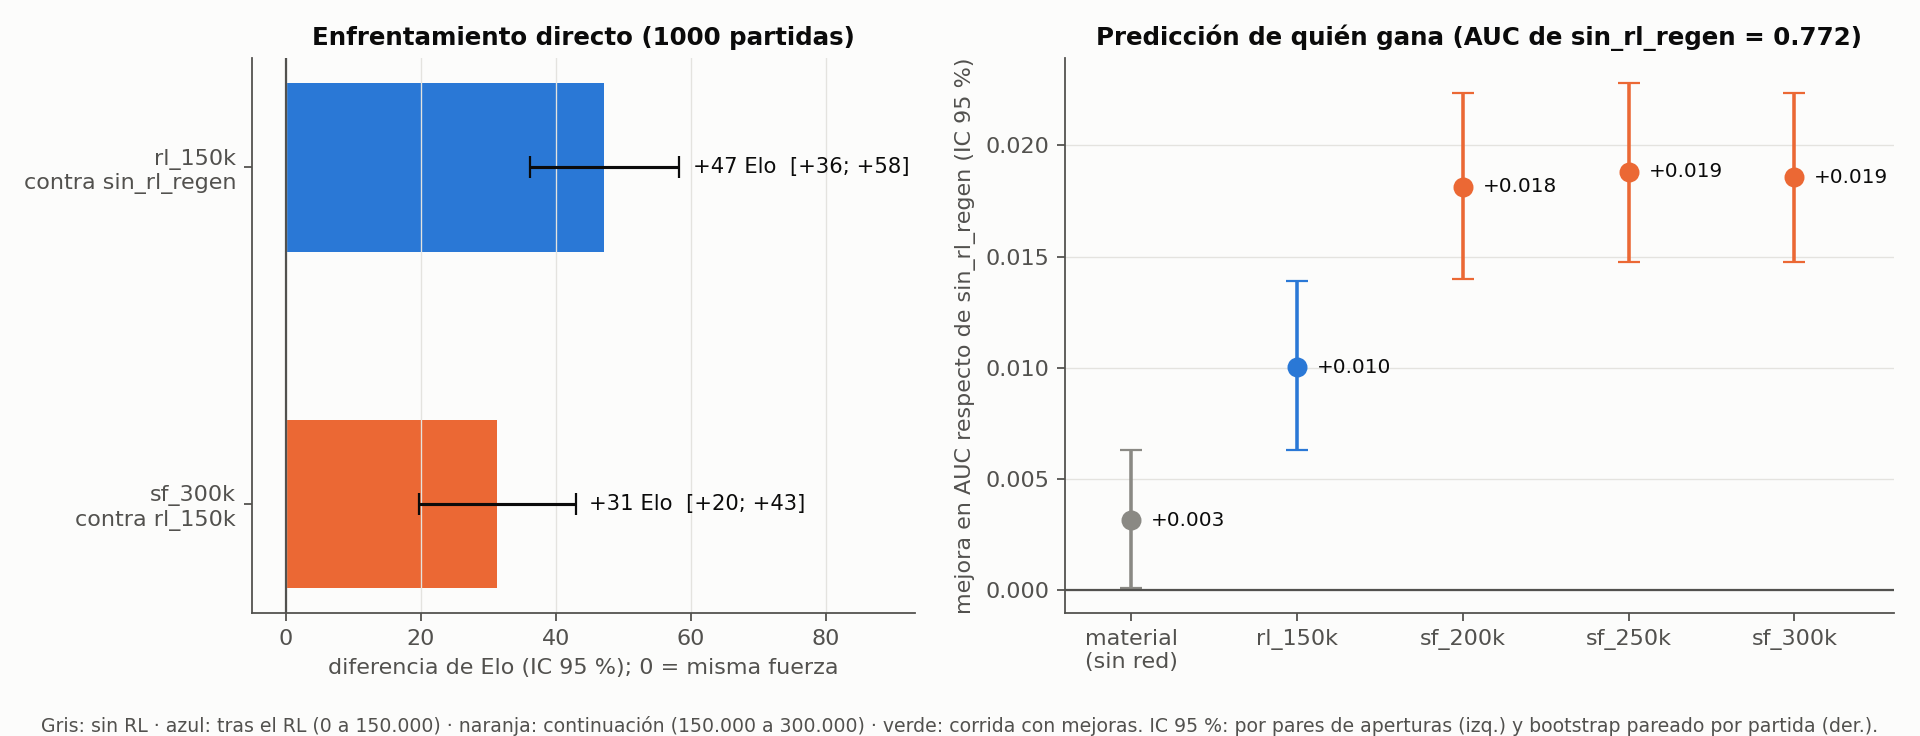 Enfrentamiento directo (1000 partidas)
rl_150k
contra sin_rl_regen
+47 Elo  [+36; +58]
sf_300k
contra rl_150k
+31 Elo  [+20; +43]
0
20
40
60
80
diferencia de Elo (IC 95 %); 0 = misma fuerza
Predicción de quién gana (AUC de sin_rl_regen = 0.772)
mejora en AUC respecto de sin_rl_regen (IC 95 %)
0.020
0.015
0.010
0.005
0.000
+0.003
+0.010
+0.018
+0.019
+0.019
material
(sin red)
rl_150k
sf_200k
sf_250k
sf_300k
Gris: sin RL · azul: tras el RL (0 a 150.000) · naranja: continuación (150.000 a 300.000) · verde: corrida con mejoras. IC 95 %: por pares de aperturas (izq.) y bootstrap pareado por partida (der.).